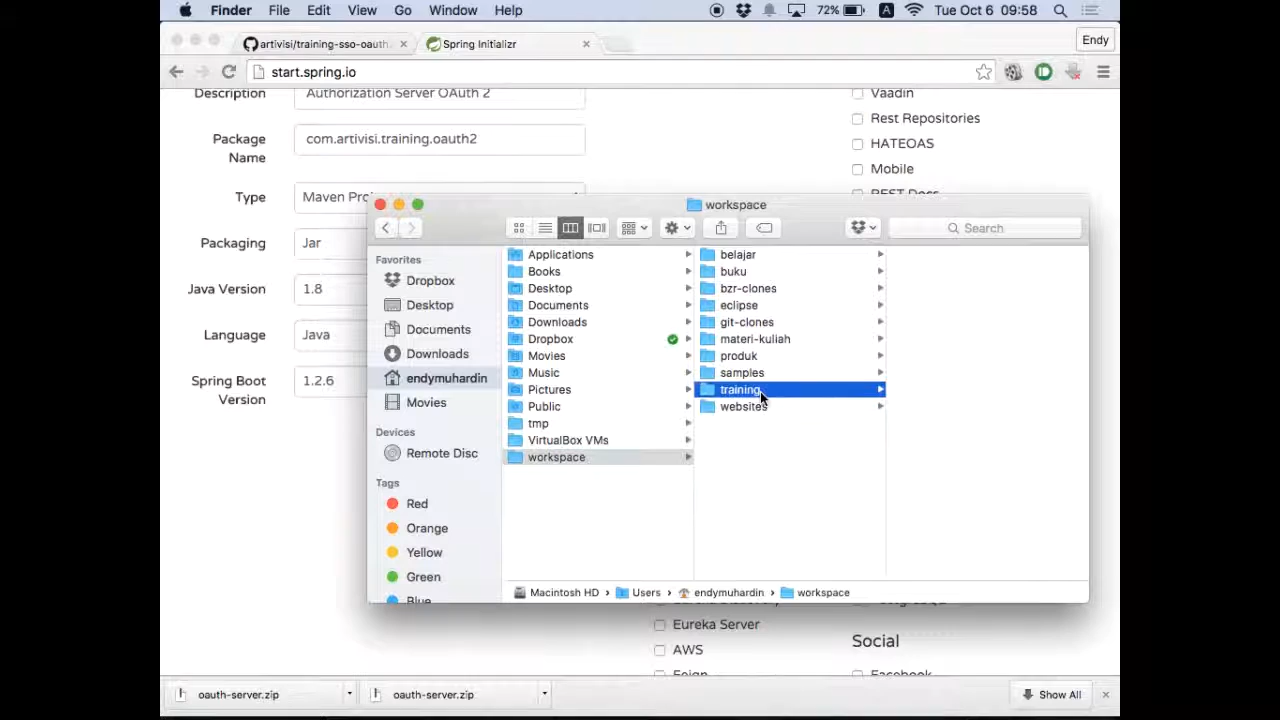 Finder File Edit View Go Window Help 72% A Tue Oct 6 09:58
artivisi/training-sso-oauth Spring Initializr Endy
start.spring.io
Description Authorization Server OAuth 2 Vaadin
Rest Repositories
Package Name com.artivisi.training.oauth2 HATEOAS
Mobile
Type Maven REST Docs
workspace
Packaging Jar
Java Version 1.8
Language Java
Spring Boot Version 1.2.6
Search
Favorites
Dropbox
Desktop
Documents
Downloads
endymuhardin
Movies
Devices
Remote Disc
Tags
Red
Orange
Yellow
Green
Blue
Applications
Books
Desktop
Documents
Downloads
Dropbox
Movies
Music
Pictures
Public
tmp
VirtualBox VMs
workspace
belajar
buku
bzr-clones
eclipse
git-clones
materi-kuliah
produk
samples
training
websites
Macintosh HD › Users › endymuhardin › workspace
Eureka Server
AWS
Feign
Social
Facebook
oauth-server.zip oauth-server.zip Show All